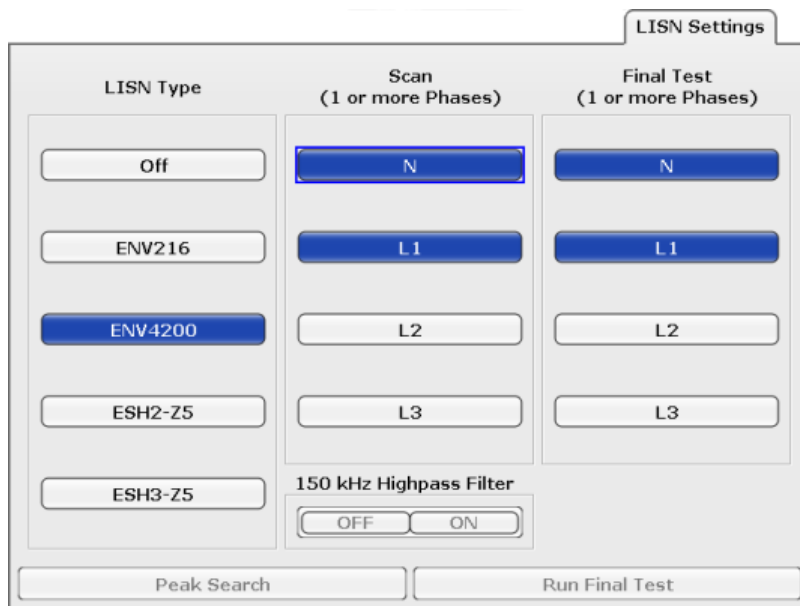 LISN Settings
LISN Type
Scan
(1 or more Phases)
Final Test
(1 or more Phases)
Off
N
N
ENV216
L1
L1
ENV4200
L2
L2
ESH2-Z5
L3
L3
150 kHz Highpass Filter
ESH3-Z5
OFF
ON
Peak Search
Run Final Test